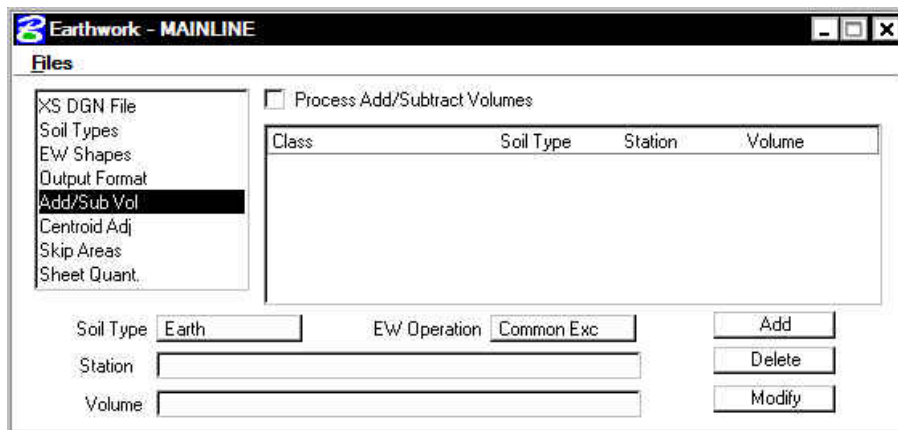 Earthwork - MAINLINE
Files
XS DGN File
Soil Types
EW Shapes
Output Format
Add/Sub Vol
Centroid Adj
Skip Areas
Sheet Quant.
Process Add/Subtract Volumes
Class Soil Type Station Volume
Soil Type Earth EW Operation Common Exc Add
Station Delete
Volume Modify